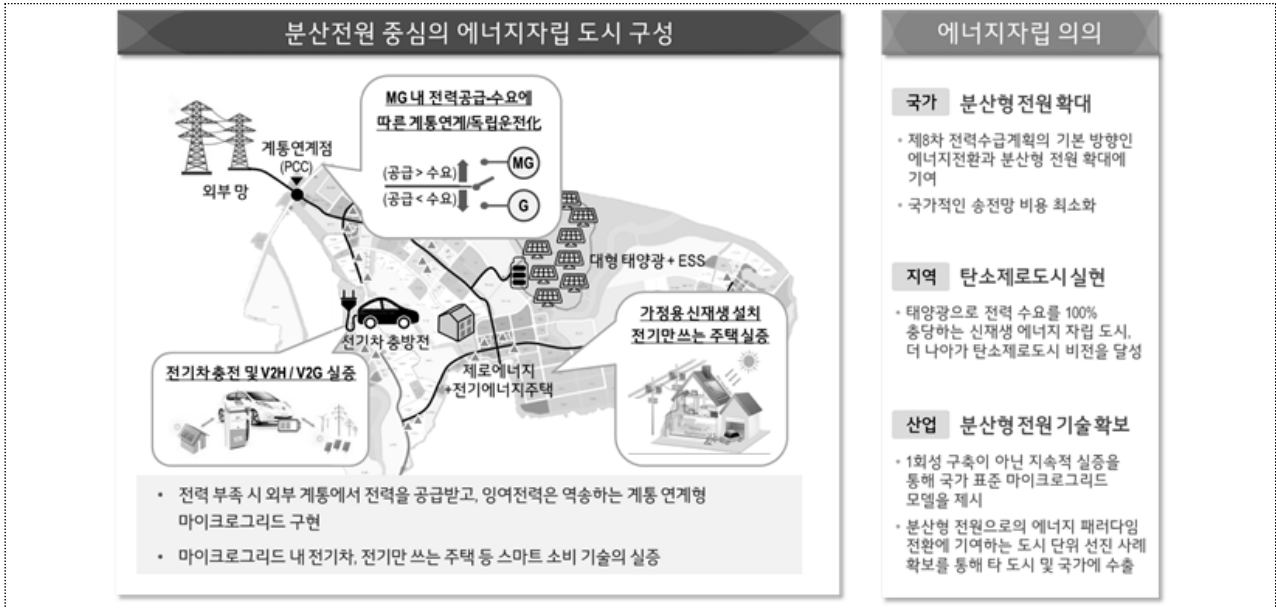 분산전원 중심의 에너지자립 도시 구성
MG 내 전력공급-수요에
따른 계통연계/독립운전化
(공급 > 수요)
(공급 < 수요)
MG
G
계통연계점
(PCC)
외부 망
대형 태양광 + ESS
전기차 충방전
제로에너지
+전기에너지주택
전기차 충전 및 V2H / V2G 실증
가정용 신재생 설치
전기만 쓰는 주택 실증
• 전력 부족 시 외부 계통에서 전력을 공급받고, 잉여전력은 역송하는 계통 연계형
마이크로그리드 구현
• 마이크로그리드 내 전기차, 전기만 쓰는 주택 등 스마트 소비 기술의 실증
에너지자립 의의
국가 분산형 전원 확대
• 제8차 전력수급계획의 기본 방향인
에너지전환과 분산형 전원 확대에
기여
• 국가적인 송전망 비용 최소화
지역 탄소제로도시 실현
• 태양광으로 전력 수요를 100%
충당하는 신재생 에너지 자립 도시,
더 나아가 탄소제로도시 비전을 달성
산업 분산형 전원 기술 확보
• 1회성 구축이 아닌 지속적 실증을
통해 국가 표준 마이크로그리드
모델을 제시
• 분산형 전원으로의 에너지 패러다임
전환에 기여하는 도시 단위 선진 사례
확보를 통해 타 도시 및 국가에 수출